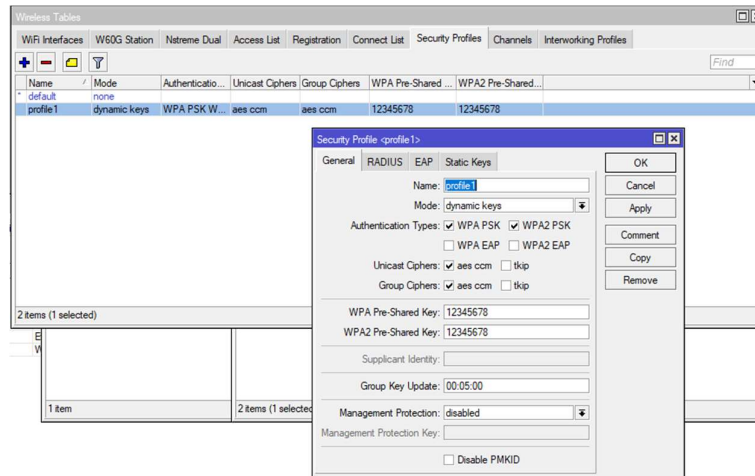 Wireless Tables
WiFi Interfaces W60G Station Nstreme Dual Access List Registration Connect List Security Profiles Channels Interworking Profiles
Find
Name / Mode Authenticatio... Unicast Ciphers Group Ciphers WPA Pre-Shared ... WPA2 Pre-Shared...
* default none
profile1 dynamic keys WPA PSK W... aes ccm aes ccm 12345678 12345678
2 items (1 selected)
E
W
1 item
2 items (1 selected
Security Profile <profile1>
General RADIUS EAP Static Keys
Name: profile1
Mode: dynamic keys
Authentication Types: WPA PSK WPA2 PSK
WPA EAP WPA2 EAP
Unicast Ciphers: aes ccm tkip
Group Ciphers: aes ccm tkip
WPA Pre-Shared Key: 12345678
WPA2 Pre-Shared Key: 12345678
Supplicant Identity:
Group Key Update: 00:05:00
Management Protection: disabled
Management Protection Key:
Disable PMKID
OK
Cancel
Apply
Comment
Copy
Remove